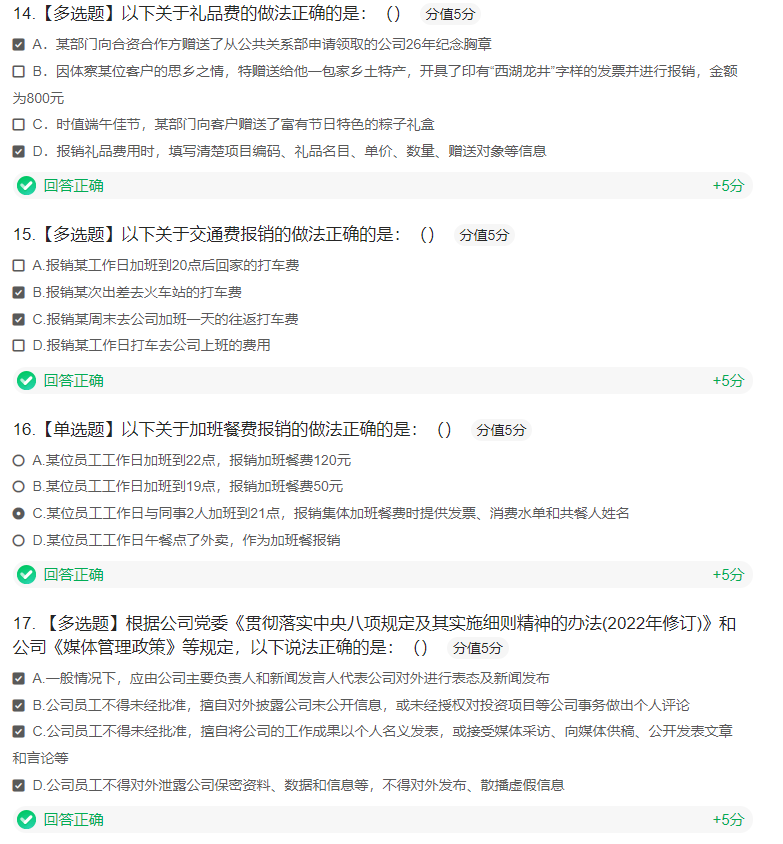 14.【多选题】以下关于礼品费的做法正确的是：（） 分值5分
A．某部门向合资合作方赠送了从公共关系部申请领取的公司26年纪念胸章
B．因体察某位客户的思乡之情，特赠送给他一包家乡土特产，开具了印有“西湖龙井”字样的发票并进行报销，金额
为800元
C．时值端午佳节，某部门向客户赠送了富有节日特色的粽子礼盒
D．报销礼品费用时，填写清楚项目编码、礼品名目、单价、数量、赠送对象等信息
回答正确 +5分
15.【多选题】以下关于交通费报销的做法正确的是：（） 分值5分
A.报销某工作日加班到20点后回家的打车费
B.报销某次出差去火车站的打车费
C.报销某周末去公司加班一天的往返打车费
D.报销某工作日打车去公司上班的费用
回答正确 +5分
16.【单选题】以下关于加班餐费报销的做法正确的是：（） 分值5分
A.某位员工工作日加班到22点，报销加班餐费120元
B.某位员工工作日加班到19点，报销加班餐费50元
C.某位员工工作日与同事2人加班到21点，报销集体加班餐费时提供发票、消费水单和共餐人姓名
D.某位员工工作日午餐点了外卖，作为加班餐报销
回答正确 +5分
17.【多选题】根据公司党委《贯彻落实中央八项规定及其实施细则精神的办法(2022年修订)》和
公司《媒体管理政策》等规定，以下说法正确的是：（） 分值5分
A.一般情况下，应由公司主要负责人和新闻发言人代表公司对外进行表态及新闻发布
B.公司员工不得未经批准，擅自对外披露公司未公开信息，或未经授权对投资项目等公司事务做出个人评论
C.公司员工不得未经批准，擅自将公司的工作成果以个人名义发表，或接受媒体采访、向媒体供稿、公开发表文章
和言论等
D.公司员工不得对外泄露公司保密资料、数据和信息等，不得对外发布、散播虚假信息
回答正确 +5分